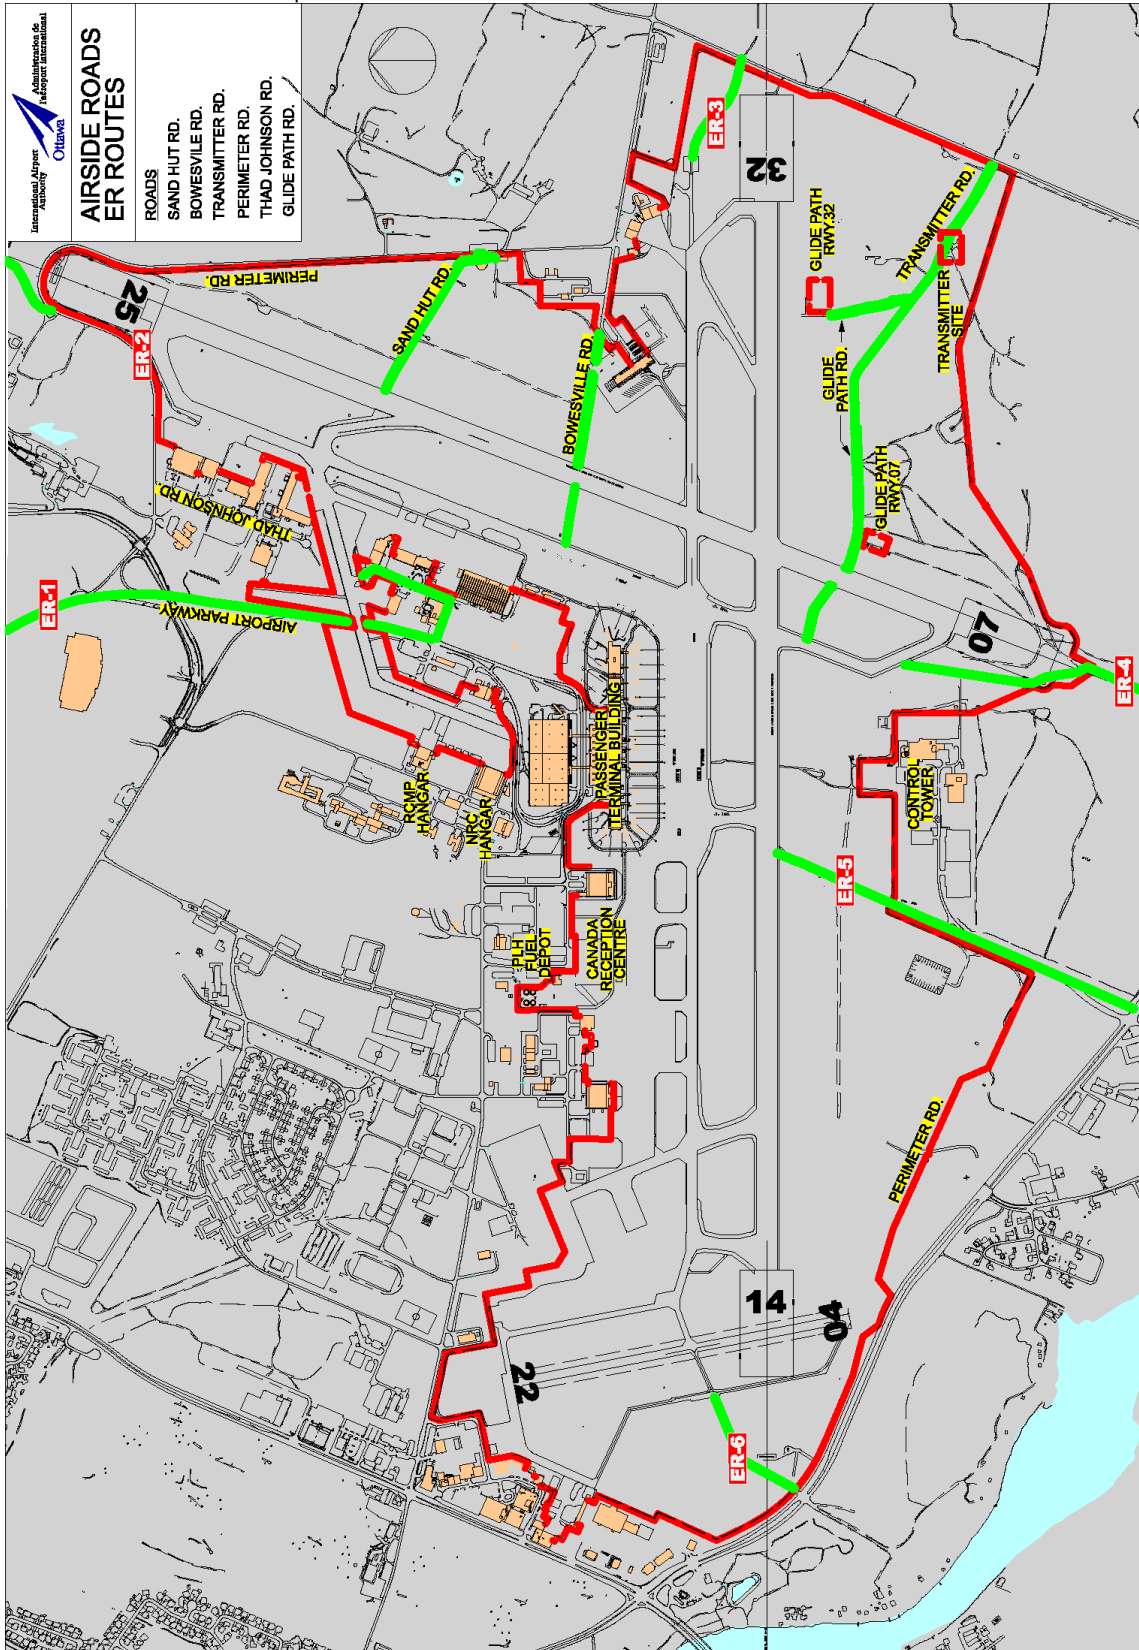 International Airport
Authority
Administration de
l'aéroport international
Ottawa
AIRSIDE ROADS
ER ROUTES
ROADS
SAND HUT RD.
BOWESVILE RD.
TRANSMITTER RD.
PERIMETER RD.
THAD JOHNSON RD.
GLIDE PATH RD.
25
ER-2
PERIMETER RD.
SAND HUT RD.
BOWESVILLE RD.
ER-3
32
GLIDE PATH
RWY.32
TRANSMITTER RD.
TRANSMITTER
SITE
GLIDE
PATH RD.
GLIDE PATH
RWY.07
THAD JOHNSON RD.
ER-1
AIRPORT PARKWAY
07
ER-4
PASSENGER
TERMINAL BUILDING
RCMP
HANGAR
NRC
HANGAR
CONTROL
TOWER
ER-5
PLH
FUEL
DEPOT
CANADA
RECEPTION
CENTRE
PERIMETER RD.
14
04
22
ER-6